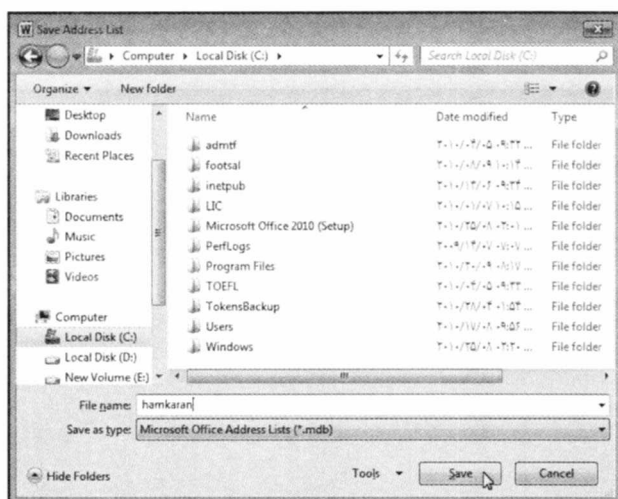 Save Address List
Computer ▸ Local Disk (C:) ▸
Search Local Disk (C:)
Organize ▾ New folder
Desktop
Downloads
Recent Places
Libraries
Documents
Music
Pictures
Videos
Computer
Local Disk (C:)
Local Disk (D:)
New Volume (E:)
Name Date modified Type
admtf File folder
footsal File folder
inetpub File folder
LIC File folder
Microsoft Office 2010 (Setup) File folder
PerfLogs File folder
Program Files File folder
TOEFL File folder
TokensBackup File folder
Users File folder
Windows File folder
File name: hamkaran
Save as type: Microsoft Office Address Lists (*.mdb)
Hide Folders Tools ▾ Save Cancel